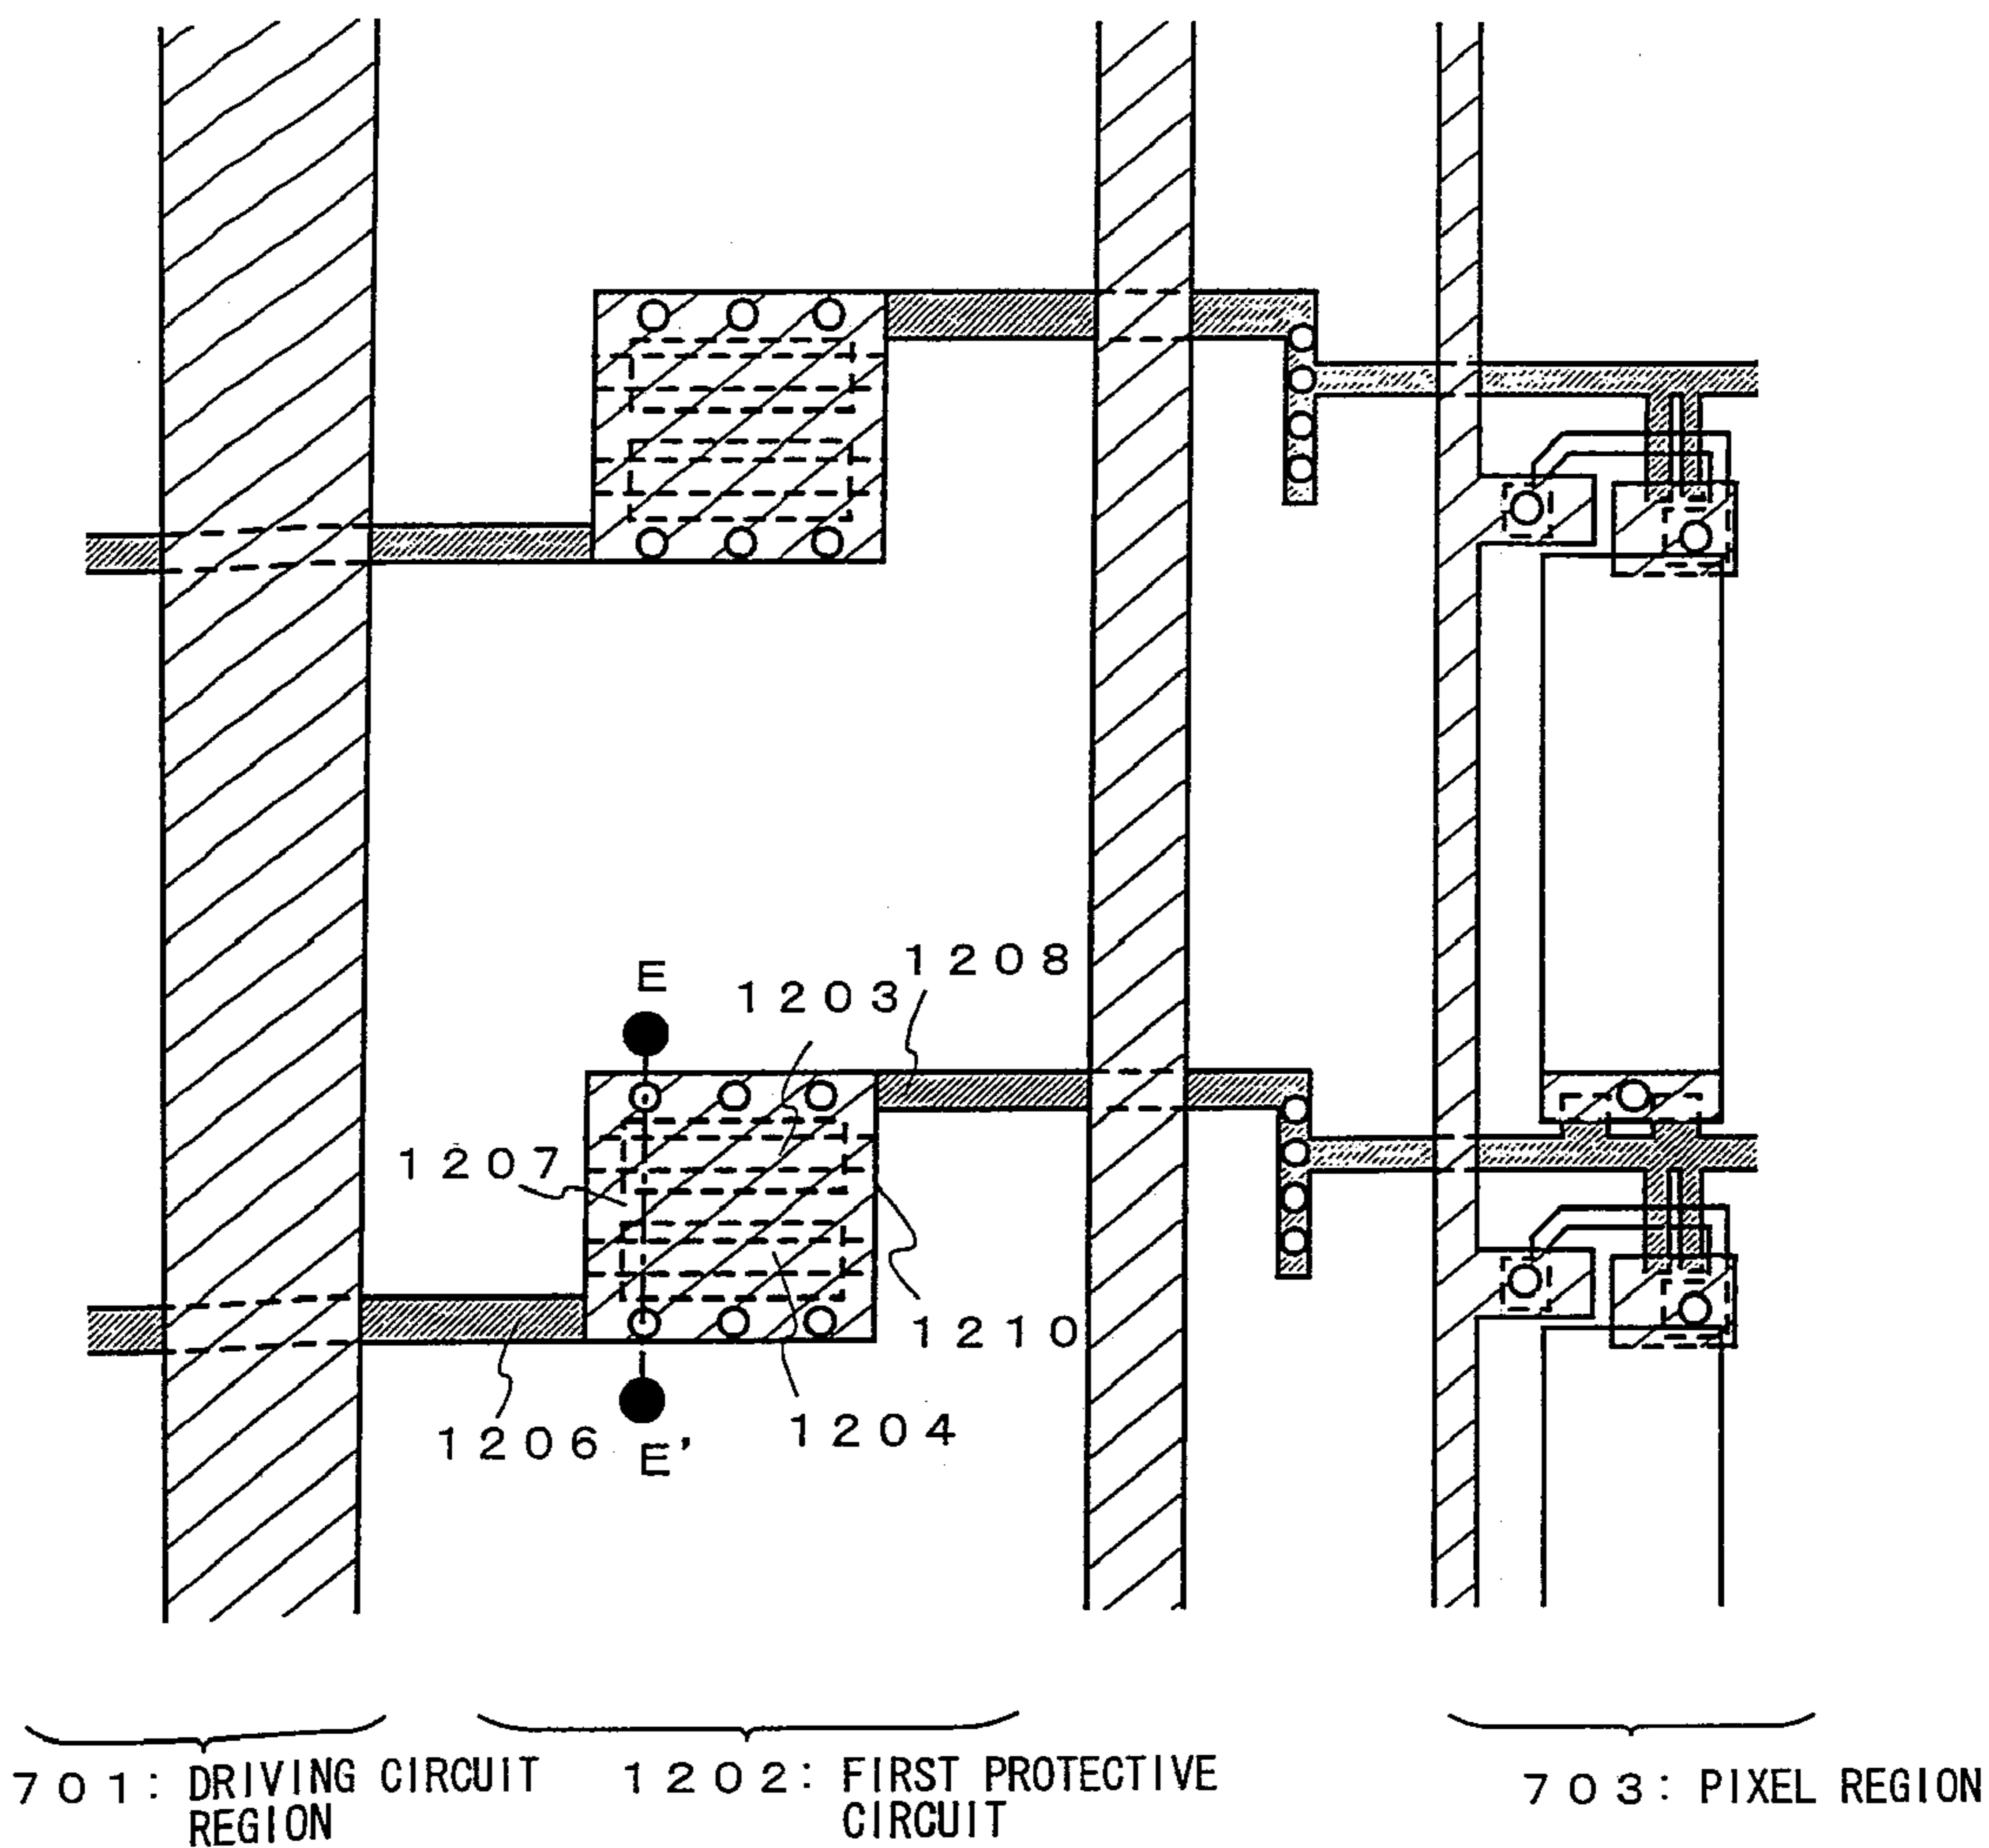 E
1208
1203
1207
1210
1204
1206
E'
701: DRIVING CIRCUIT
REGION
1202: FIRST PROTECTIVE
CIRCUIT
703: PIXEL REGION